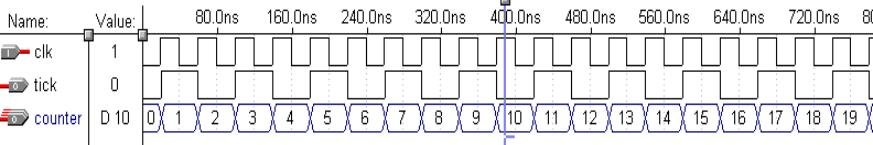 Name: Value: 80.0ns 160.0ns 240.0ns 320.0ns 400.0ns 480.0ns 560.0ns 640.0ns 720.0ns 80
clk 1
tick 0
counter D 10 0 1 2 3 4 5 6 7 8 9 10 11 12 13 14 15 16 17 18 19